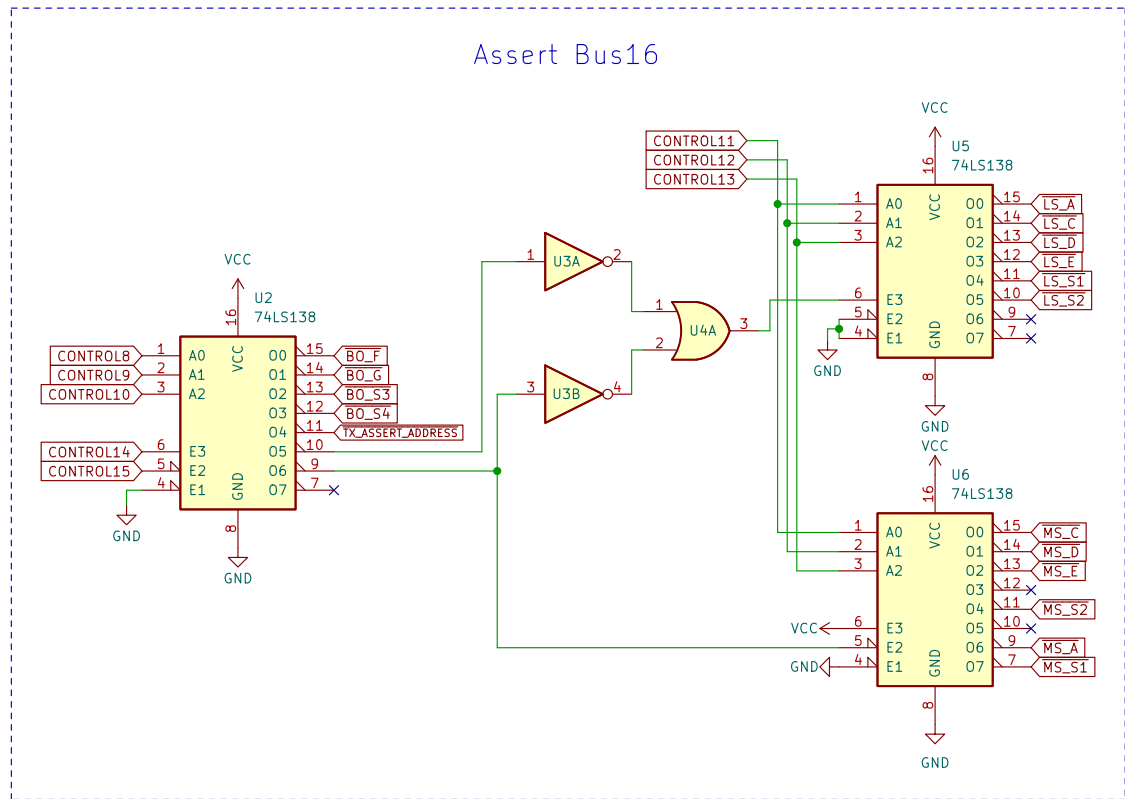 Assert Bus16
CONTROL11
CONTROL12
CONTROL13
VCC
16
U5
74LS138
VCC
1 A0 O0 15 LS_A
2 A1 O1 14 LS_C
3 A2 O2 13 LS_D
O3 12 LS_E
O4 11 LS_S1
6 E3 O5 10 LS_S2
5 E2 O6 9
4 E1 O7 7
GND
GND
8
GND
1 U3A 2
1
2
U4A 3
3 U3B 4
VCC
16
U2
74LS138
VCC
CONTROL8 1 A0 O0 15 BO_F
CONTROL9 2 A1 O1 14 BO_G
CONTROL10 3 A2 O2 13 BO_S3
O3 12 BO_S4
O4 11 TX_ASSERT_ADDRESS
CONTROL14 6 E3 O5 10
CONTROL15 5 E2 O6 9
4 E1 O7 7
GND
GND
8
GND
VCC
16
U6
74LS138
VCC
1 A0 O0 15 MS_C
2 A1 O1 14 MS_D
3 A2 O2 13 MS_E
O3 12
O4 11 MS_S2
VCC 6 E3 O5 10
5 E2 O6 9 MS_A
GND 4 E1 O7 7 MS_S1
GND
8
GND